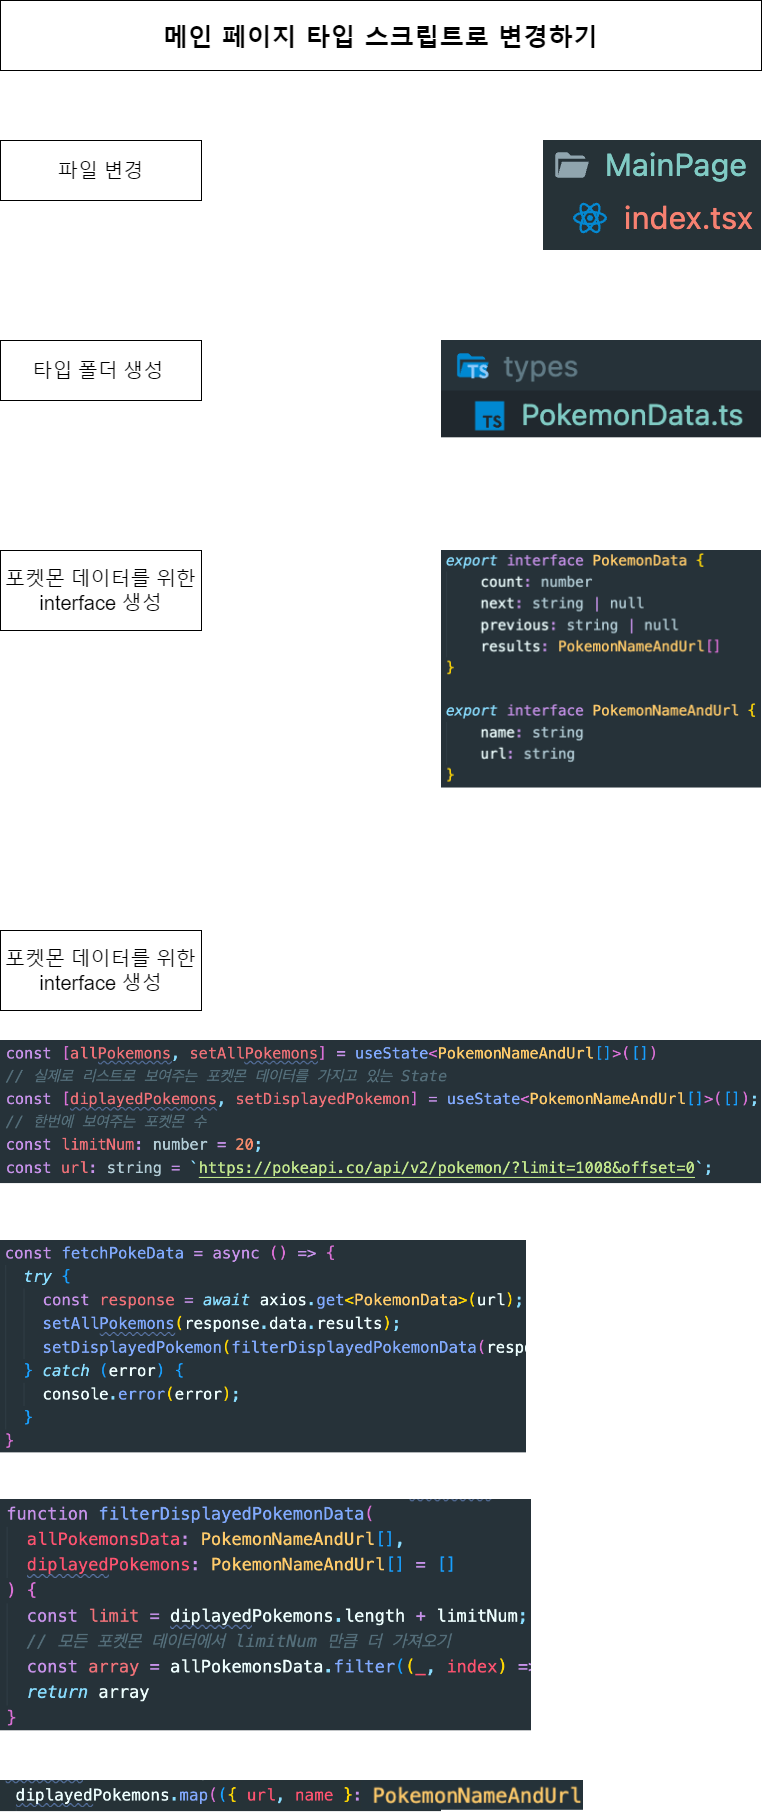 메인 페이지 타입 스크립트로 변경하기
파일 변경
MainPage
index.tsx
타입 폴더 생성
types
PokemonData.ts
포켓몬 데이터를 위한
interface 생성
export interface PokemonData {
count: number
next: string | null
previous: string | null
results: PokemonNameAndUrl[]
}
export interface PokemonNameAndUrl {
name: string
url: string
}
포켓몬 데이터를 위한
interface 생성
const [allPokemons, setAllPokemons] = useState<PokemonNameAndUrl[]>([])
// 실제로 리스트로 보여주는 포켓몬 데이터를 가지고 있는 State
const [diplayedPokemons, setDisplayedPokemon] = useState<PokemonNameAndUrl[]>([]);
// 한번에 보여주는 포켓몬 수
const limitNum: number = 20;
const url: string = `https://pokeapi.co/api/v2/pokemon/?limit=1008&offset=0`;
const fetchPokeData = async () => {
try {
const response = await axios.get<PokemonData>(url);
setAllPokemons(response.data.results);
setDisplayedPokemon(filterDisplayedPokemonData(resp
} catch (error) {
console.error(error);
}
}
function filterDisplayedPokemonData(
allPokemonsData: PokemonNameAndUrl[],
diplayedPokemons: PokemonNameAndUrl[] = []
) {
const limit = diplayedPokemons.length + limitNum;
// 모든 포켓몬 데이터에서 limitNum 만큼 더 가져오기
const array = allPokemonsData.filter((_, index) =>
return array
}
diplayedPokemons.map(({ url, name }: PokemonNameAndUrl